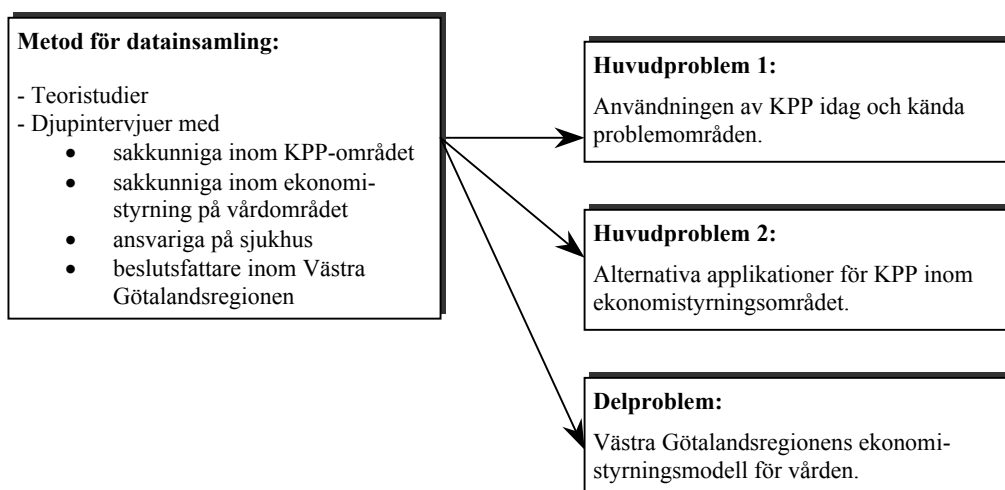 Metod för datainsamling:
- Teoristudier
- Djupintervjuer med
• sakkunniga inom KPP-området
• sakkunniga inom ekonomi-
styrning på vårdområdet
• ansvariga på sjukhus
• beslutsfattare inom Västra
Götalandsregionen
Huvudproblem 1:
Användningen av KPP idag och kända
problemområden.
Huvudproblem 2:
Alternativa applikationer för KPP inom
ekonomistyrningsområdet.
Delproblem:
Västra Götalandsregionens ekonomi-
styrningsmodell för vården.